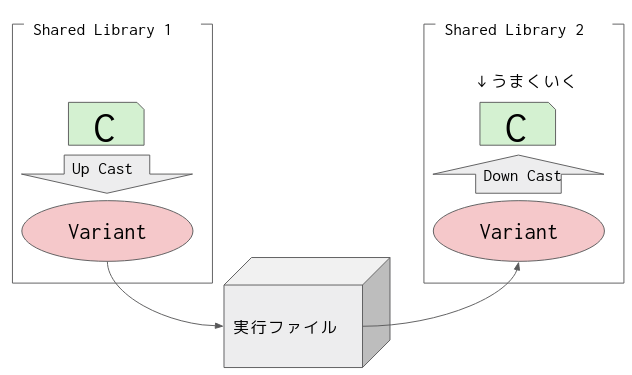 Shared Library 1
C
Up Cast
Variant
実行ファイル
Shared Library 2
↓うまくいく
C
Down Cast
Variant